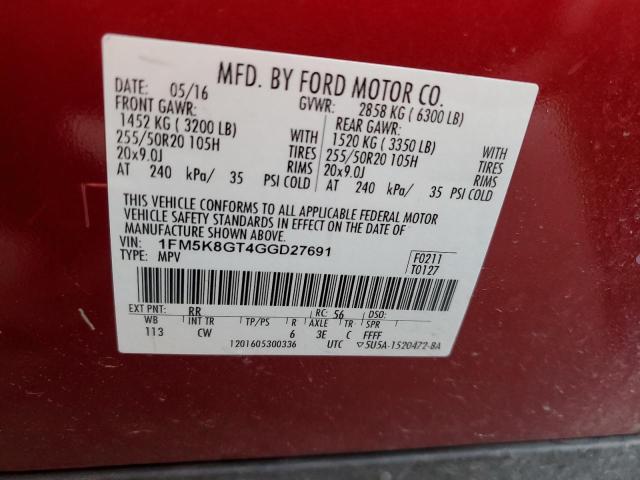 MFD. BY FORD MOTOR CO.
DATE: 05/16 GVWR: 2858 KG ( 6300 LB)
FRONT GAWR: REAR GAWR:
1452 KG ( 3200 LB) WITH 1520 KG ( 3350 LB) WITH
255/50R20 105H TIRES 255/50R20 105H TIRES
20x9.0J RIMS 20x9.0J RIMS
AT 240 kPa/ 35 PSI COLD AT 240 kPa/ 35 PSI COLD
THIS VEHICLE CONFORMS TO ALL APPLICABLE FEDERAL MOTOR
VEHICLE SAFETY STANDARDS IN EFFECT ON THE DATE OF
MANUFACTURE SHOWN ABOVE.
VIN: 1FM5K8GT4GGD27691 F0211
TYPE: MPV T0127
EXT PNT: RR RC: 56 DSO:
WB INT TR TP/PS R AXLE TR SPR
113 CW 6 3E C FFFF
1201605300336 UTC ▽5U5A-1520472-BA